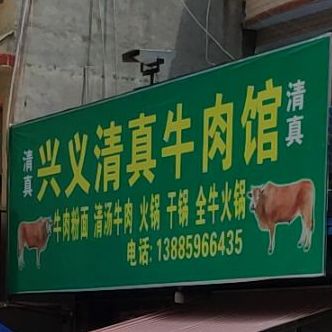 清真
兴义清真牛肉馆
清真
牛肉粉面 清汤牛肉 火锅 干锅 全牛火锅
电话: 13885966435